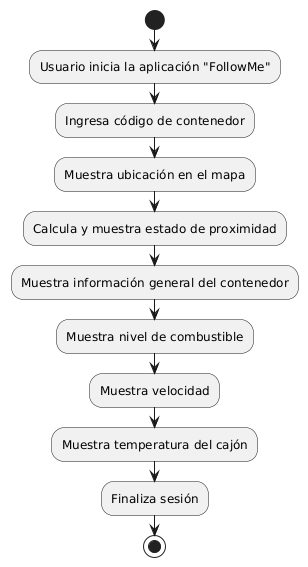 Usuario inicia la aplicación "FollowMe"
Ingresa código de contenedor
Muestra ubicación en el mapa
Calcula y muestra estado de proximidad
Muestra información general del contenedor
Muestra nivel de combustible
Muestra velocidad
Muestra temperatura del cajón
Finaliza sesión